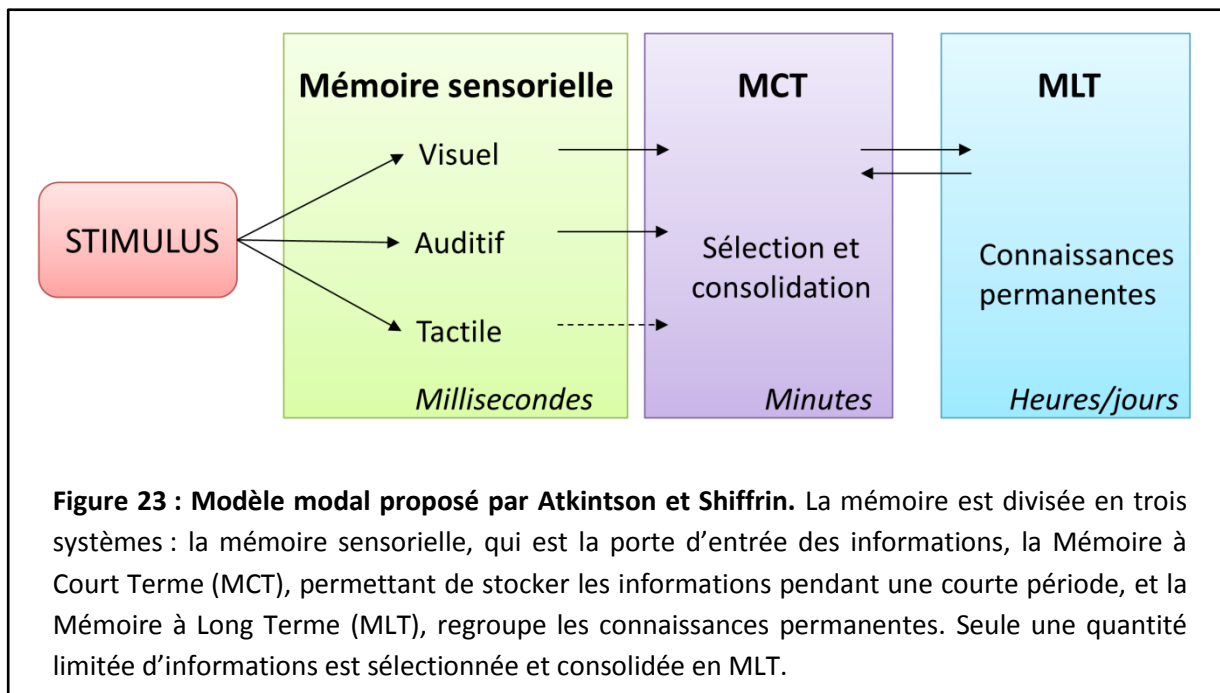 Mémoire sensorielle
MCT
MLT
STIMULUS
Visuel
Auditif
Tactile
Sélection et
consolidation
Connaissances
permanentes
Millisecondes
Minutes
Heures/jours
Figure 23 : Modèle modal proposé par Atkintson et Shiffrin. La mémoire est divisée en trois
systèmes : la mémoire sensorielle, qui est la porte d’entrée des informations, la Mémoire à
Court Terme (MCT), permettant de stocker les informations pendant une courte période, et la
Mémoire à Long Terme (MLT), regroupe les connaissances permanentes. Seule une quantité
limitée d’informations est sélectionnée et consolidée en MLT.